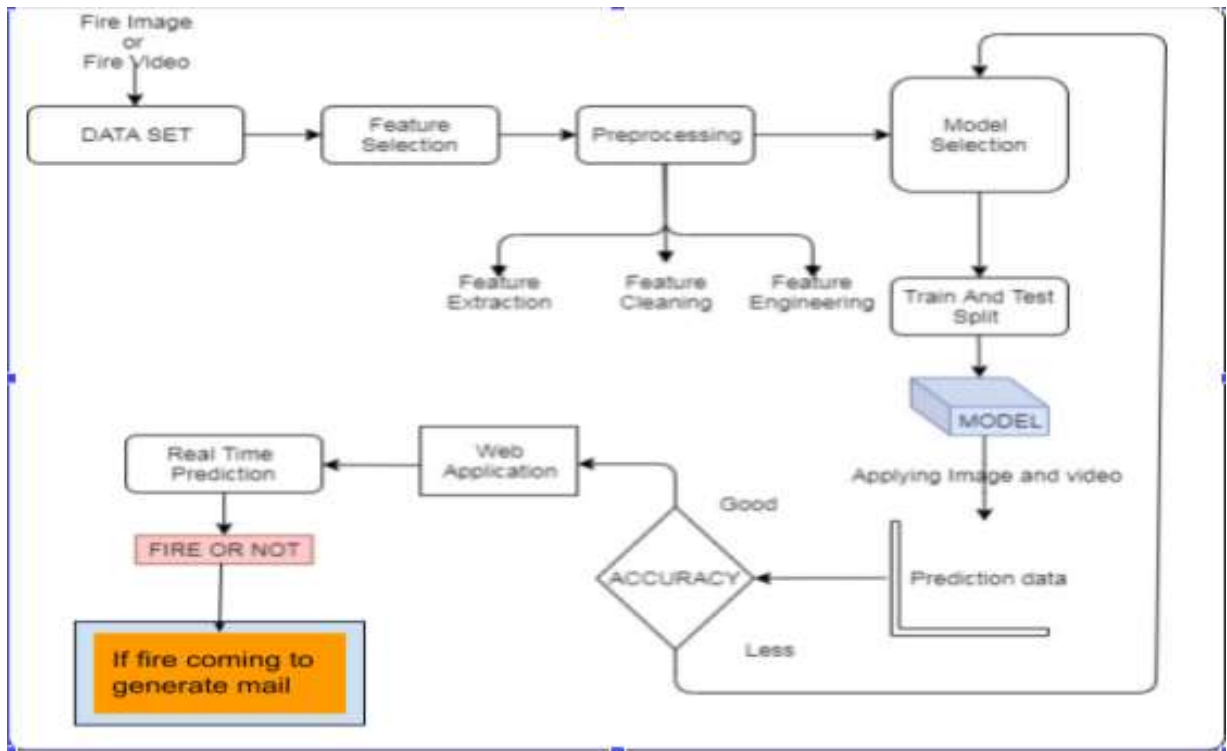 Fire Image
or
Fire Video
DATA SET
Feature
Selection
Preprocessing
Model
Selection
Feature
Extraction
Feature
Cleaning
Feature
Engineering
Train And Test
Split
MODEL
Applying Image and video
Prediction data
ACCURACY
Good
Less
Web
Application
Real Time
Prediction
FIRE OR NOT
If fire coming to
generate mail